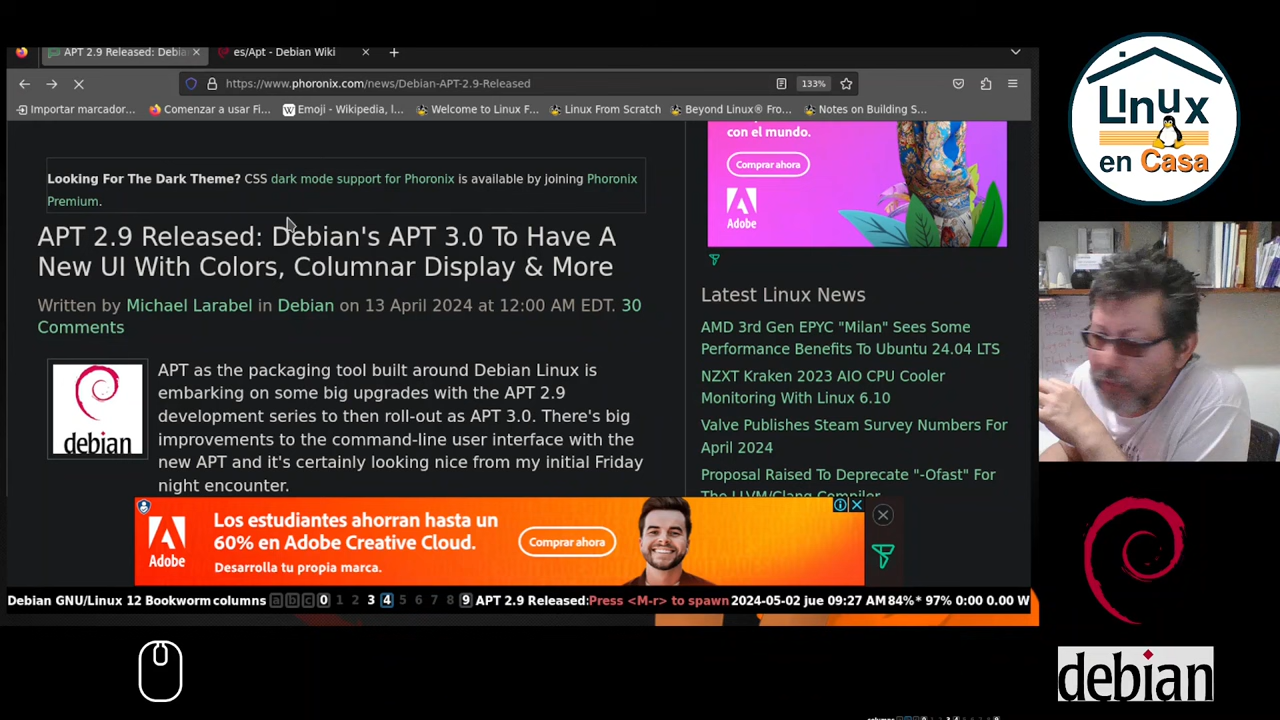 APT 2.9 Released: Debia
es/Apt - Debian Wiki
https://www.phoronix.com/news/Debian-APT-2.9-Released
133%
Importar marcador...
Comenzar a usar Fi...
Emoji - Wikipedia, l...
Welcome to Linux F...
Linux From Scratch
Beyond Linux® Fro...
Notes on Building S...
Looking For The Dark Theme? CSS dark mode support for Phoronix is available by joining Phoronix
Premium.
APT 2.9 Released: Debian's APT 3.0 To Have A
New UI With Colors, Columnar Display & More
Written by Michael Larabel in Debian on 13 April 2024 at 12:00 AM EDT. 30
Comments
debian
APT as the packaging tool built around Debian Linux is
embarking on some big upgrades with the APT 2.9
development series to then roll-out as APT 3.0. There's big
improvements to the command-line user interface with the
new APT and it's certainly looking nice from my initial Friday
night encounter.
con el mundo.
Comprar ahora
Adobe
Latest Linux News
AMD 3rd Gen EPYC "Milan" Sees Some
Performance Benefits To Ubuntu 24.04 LTS
NZXT Kraken 2023 AIO CPU Cooler
Monitoring With Linux 6.10
Valve Publishes Steam Survey Numbers For
April 2024
Proposal Raised To Deprecate "-Ofast" For
The LLVM/Clang Compiler
Adobe
Los estudiantes ahorran hasta un
60% en Adobe Creative Cloud.
Desarrolla tu propia marca.
Comprar ahora
Debian GNU/Linux 12 Bookworm columns a b c 0 1 2 3 4 5 6 7 8 9 APT 2.9 Released: Press <M-r> to spawn 2024-05-02 jue 09:27 AM 84%* 97% 0:00 0.00 W
LInux
en Casa
debian